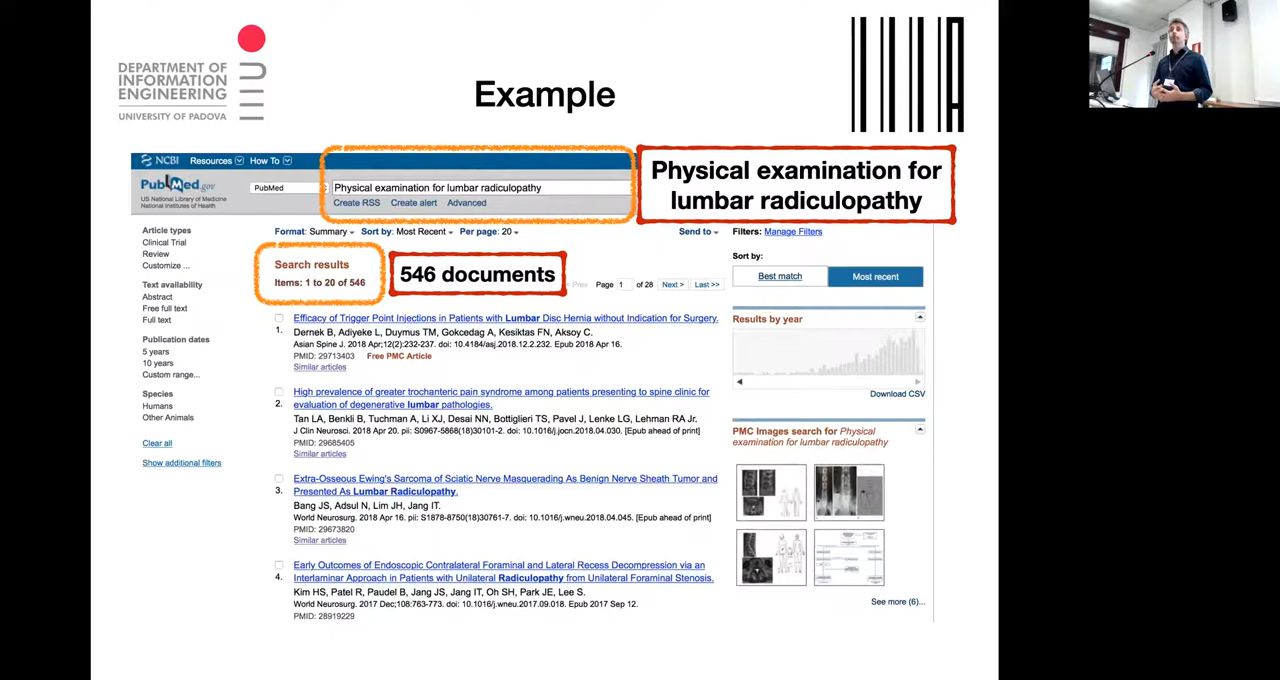 DEPARTMENT OF
INFORMATION
ENGINEERING
UNIVERSITY OF PADOVA
Example
NCBI Resources How To
PubMed.gov
US National Library of Medicine
National Institutes of Health
PubMed
Physical examination for lumbar radiculopathy
Create RSS Create alert Advanced
Physical examination for
lumbar radiculopathy
Article types
Clinical Trial
Review
Customize ...
Text availability
Abstract
Free full text
Full text
Publication dates
5 years
10 years
Custom range...
Species
Humans
Other Animals
Clear all
Show additional filters
Format: Summary Sort by: Most Recent Per page: 20 Send to
Search results
Items: 1 to 20 of 546
546 documents
< Prev Page 1 of 28 Next > Last >>
Efficacy of Trigger Point Injections in Patients with Lumbar Disc Hernia without Indication for Surgery.
1. Dernek B, Adiyeke L, Duymus TM, Gokcedag A, Kesiktas FN, Aksoy C.
Asian Spine J. 2018 Apr;12(2):232-237. doi: 10.4184/asj.2018.12.2.232. Epub 2018 Apr 16.
PMID: 29713403 Free PMC Article
Similar articles
High prevalence of greater trochanteric pain syndrome among patients presenting to spine clinic for
2. evaluation of degenerative lumbar pathologies.
Tan LA, Benkli B, Tuchman A, Li XJ, Desai NN, Bottiglieri TS, Pavel J, Lenke LG, Lehman RA Jr.
J Clin Neurosci. 2018 Apr 20. pii: S0967-5868(18)30101-2. doi: 10.1016/j.jocn.2018.04.030. [Epub ahead of print]
PMID: 29685405
Similar articles
Extra-Osseous Ewing's Sarcoma of Sciatic Nerve Masquerading As Benign Nerve Sheath Tumor and
3. Presented As Lumbar Radiculopathy.
Bang JS, Adsul N, Lim JH, Jang IT.
World Neurosurg. 2018 Apr 16. pii: S1878-8750(18)30761-7. doi: 10.1016/j.wneu.2018.04.045. [Epub ahead of print]
PMID: 29673820
Similar articles
Early Outcomes of Endoscopic Contralateral Foraminal and Lateral Recess Decompression via an
4. Interlaminar Approach in Patients with Unilateral Radiculopathy from Unilateral Foraminal Stenosis.
Kim HS, Patel R, Paudel B, Jang JS, Jang IT, Oh SH, Park JE, Lee S.
World Neurosurg. 2017 Dec;108:763-773. doi: 10.1016/j.wneu.2017.09.018. Epub 2017 Sep 12.
PMID: 28919229
Filters: Manage Filters
Sort by:
Best match Most recent
Results by year
Download CSV
PMC Images search for Physical
examination for lumbar radiculopathy
See more (6)...